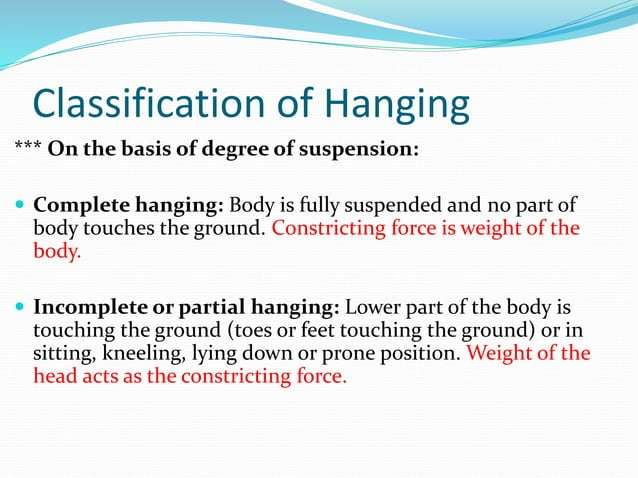 Classification of Hanging
*** On the basis of degree of suspension:
Complete hanging: Body is fully suspended and no part of
body touches the ground. Constricting force is weight of the
body.
Incomplete or partial hanging: Lower part of the body is
touching the ground (toes or feet touching the ground) or in
sitting, kneeling, lying down or prone position. Weight of the
head acts as the constricting force.